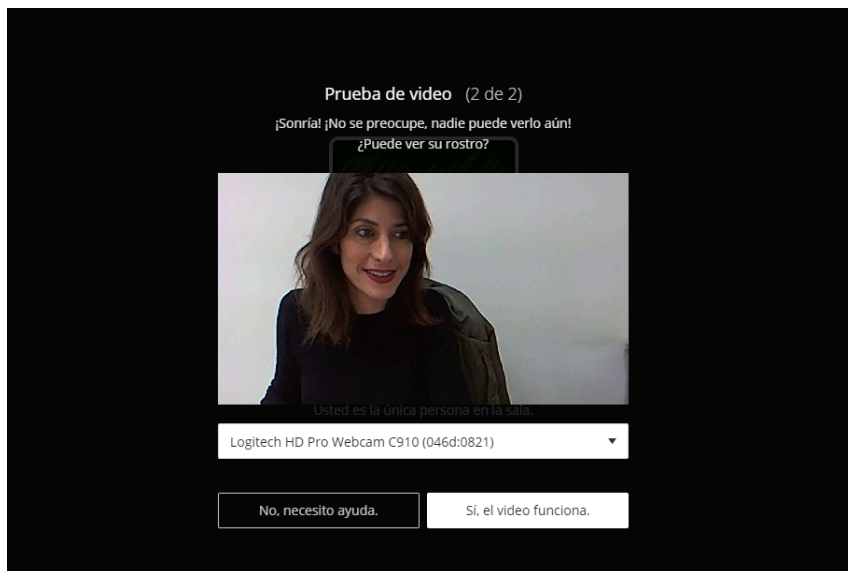 Prueba de video (2 de 2)
¡Sonría! ¡No se preocupe, nadie puede verlo aún!
¿Puede ver su rostro?
Usted es la única persona en la sala.
Logitech HD Pro Webcam C910 (046d:0821)
No, necesito ayuda.
Sí, el video funciona.